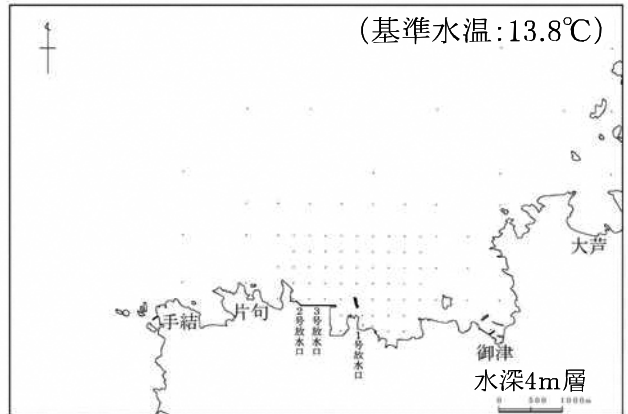 (基準水温:13.8℃)
大芦
手結
片句
2号放水口
3号放水口
1号放水口
御津
水深4m層
0 500 1000m